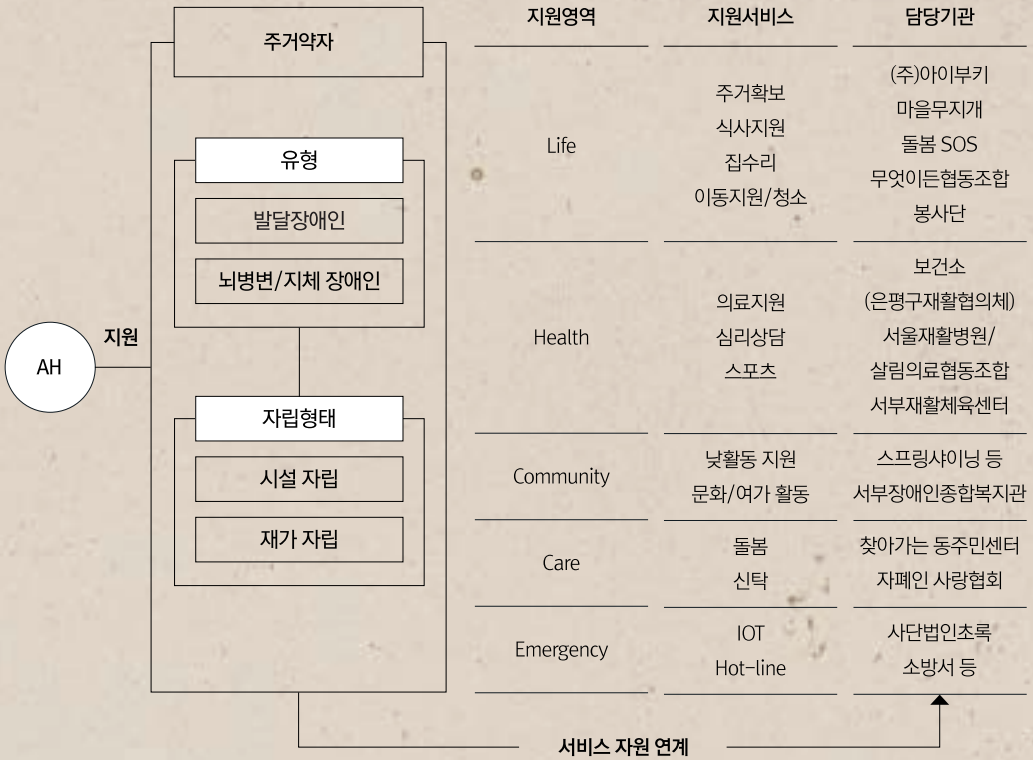 주거약자
유형
발달장애인
뇌병변/지체 장애인
AH
지원
자립형태
시설 자립
재가 자립
지원영역 지원서비스 담당기관
Life
주거확보
식사지원
집수리
이동지원/청소
(주)아이부키
마을무지개
돌봄 SOS
무엇이든협동조합
봉사단
Health
의료지원
심리상담
스포츠
보건소
(은평구재활협의체)
서울재활병원/
살림의료협동조합
서부재활체육센터
Community
낮활동 지원
문화/여가 활동
스프링샤이닝 등
서부장애인종합복지관
Care
돌봄
신탁
찾아가는 동주민센터
자폐인 사랑협회
Emergency
IOT
Hot-line
사단법인초록
소방서 등
서비스 자원 연계